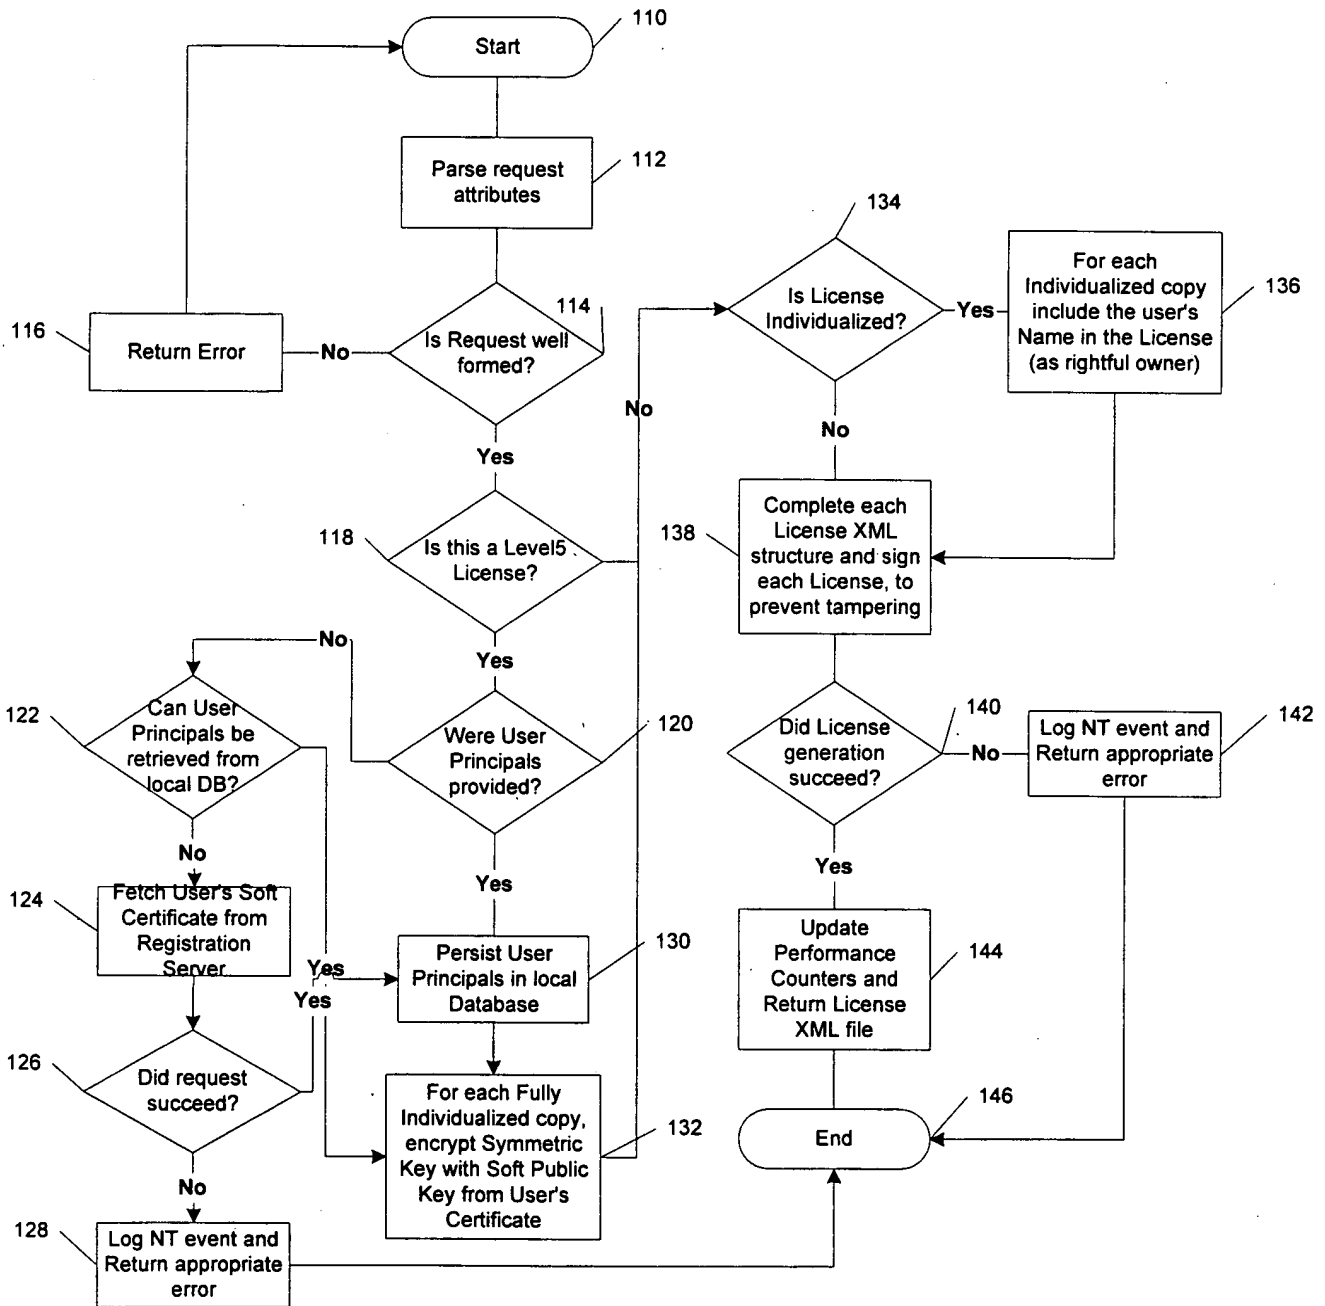 110
Start
112
Parse request
attributes
114
Is Request well
formed?
No
116
Return Error
Yes
118
Is this a Level5
License?
No
Yes
120
Were User
Principals
provided?
No
122
Can User
Principals be
retrieved from
local DB?
No
Yes
124
Fetch User's Soft
Certificate from
Registration
Server
Yes
Yes
130
Persist User
Principals in local
Database
126
Did request
succeed?
No
132
For each Fully
Individualized copy,
encrypt Symmetric
Key with Soft Public
Key from User's
Certificate
128
Log NT event and
Return appropriate
error
134
Is License
Individualized?
Yes
136
For each
Individualized copy
include the user's
Name in the License
(as rightful owner)
No
138
Complete each
License XML
structure and sign
each License, to
prevent tampering
140
Did License
generation
succeed?
No
142
Log NT event and
Return appropriate
error
Yes
144
Update
Performance
Counters and
Return License
XML file
146
End